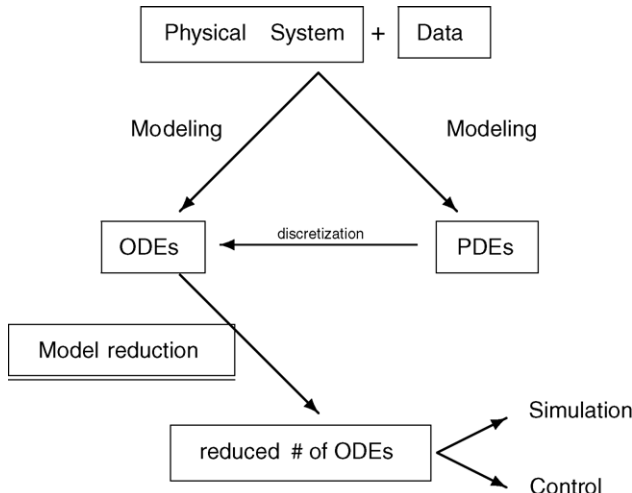 Physical System + Data
Modeling
Modeling
ODEs
discretization
PDEs
Model reduction
Simulation
reduced # of ODEs
Control